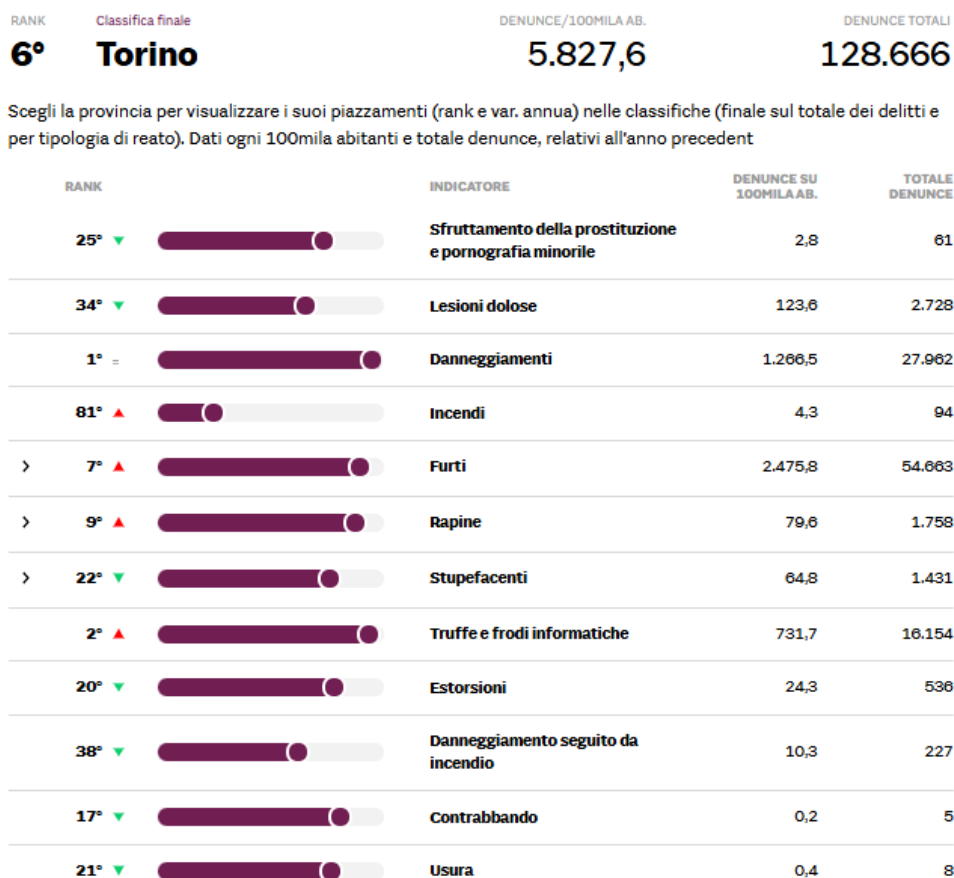 RANK Classifica finale DENUNCE/100MILA AB. DENUNCE TOTALI
6° Torino 5.827,6 128.666
Scegli la provincia per visualizzare i suoi piazzamenti (rank e var. annua) nelle classifiche (finale sul totale dei delitti e
per tipologia di reato). Dati ogni 100mila abitanti e totale denunce, relativi all'anno precedent
RANK INDICATORE DENUNCE SU 100MILA AB. TOTALE DENUNCE
25° Sfruttamento della prostituzione e pornografia minorile 2,8 61
34° Lesioni dolose 123,6 2.728
1° = Danneggiamenti 1.266,5 27.962
81° Incendi 4,3 94
7° Furti 2.475,8 54.663
9° Rapine 79,6 1.758
22° Stupefacenti 64,8 1.431
2° Truffe e frodi informatiche 731,7 16.154
20° Estorsioni 24,3 536
38° Danneggiamento seguito da incendio 10,3 227
17° Contrabbando 0,2 5
21° Usura 0,4 8